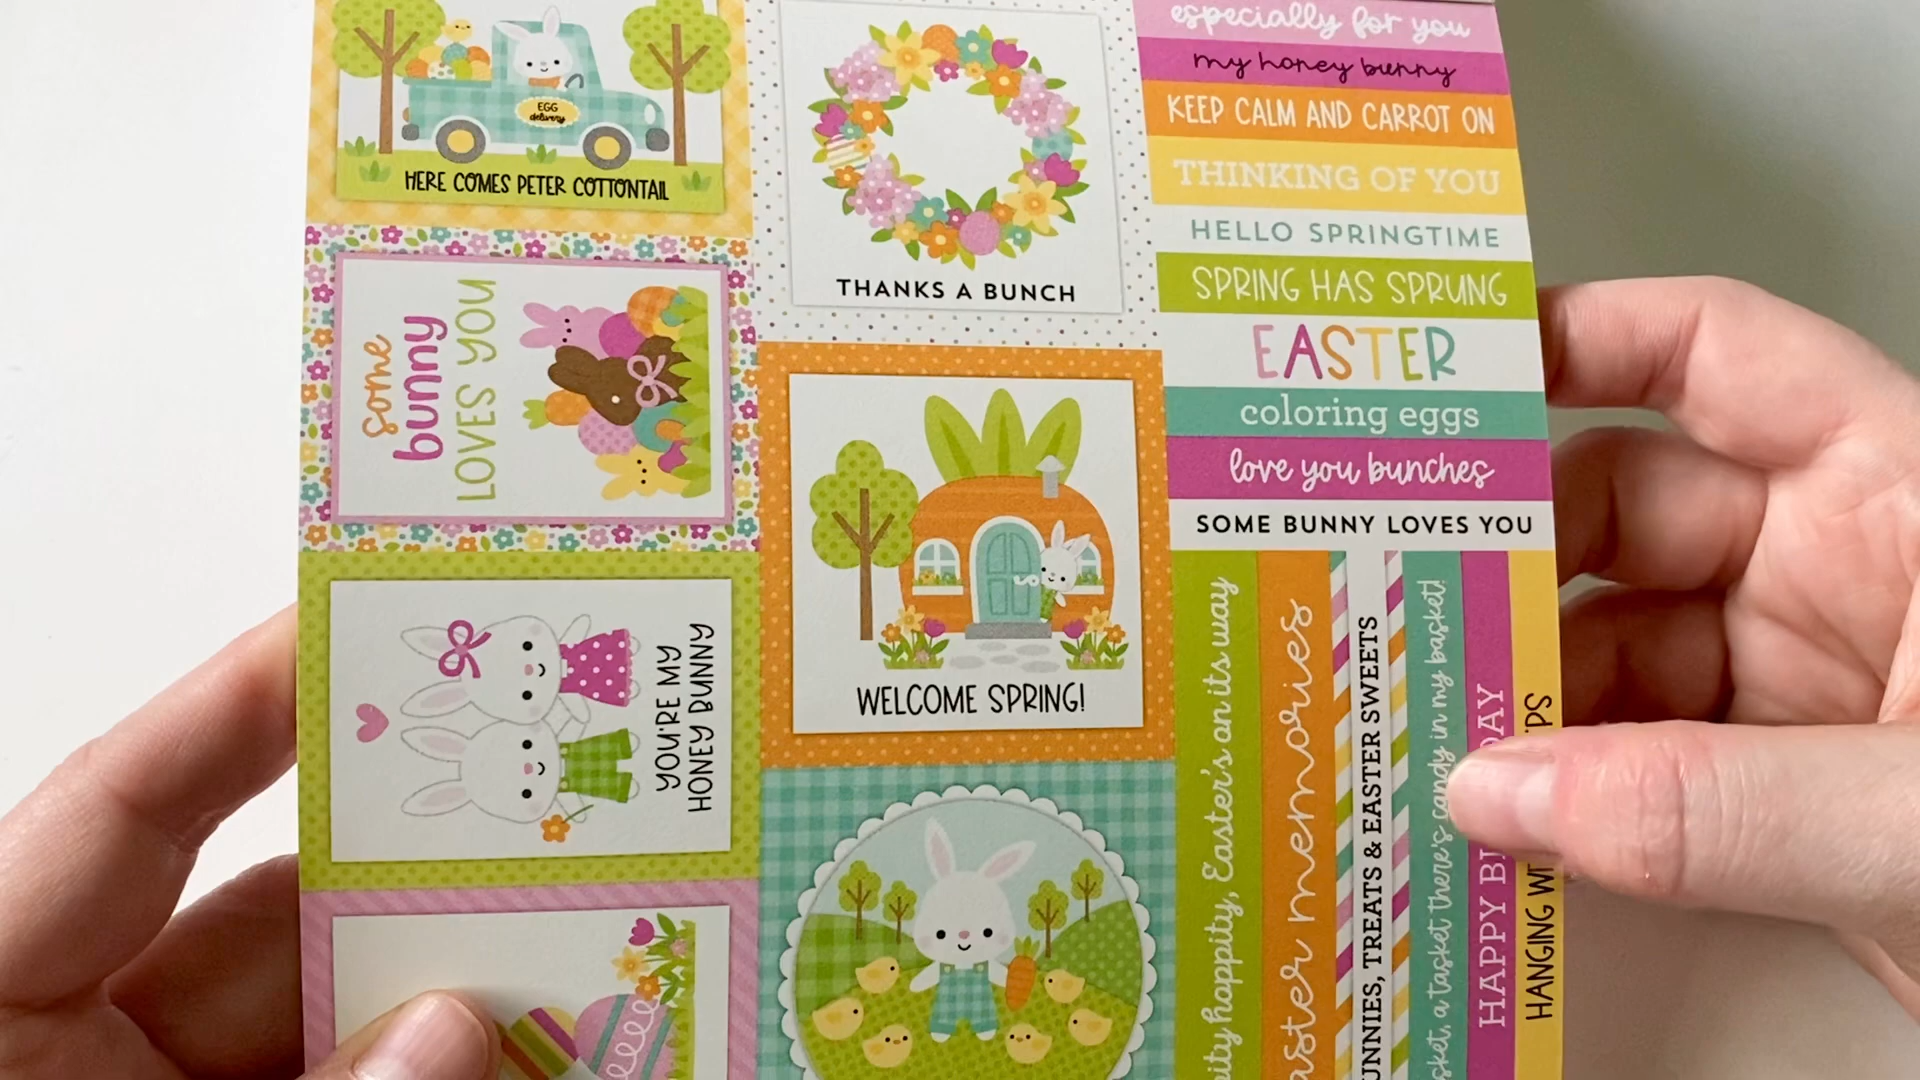 EGG
delivery
HERE COMES PETER COTTONTAIL
some
bunny
LOVES YOU
YOU'RE MY
HONEY BUNNY
THANKS A BUNCH
WELCOME SPRING!
especially for you
my honey bunny
KEEP CALM AND CARROT ON
THINKING OF YOU
HELLO SPRINGTIME
SPRING HAS SPRUNG
EASTER
coloring eggs
love you bunches
SOME BUNNY LOVES YOU
hoppity, Easter's on its way
memories
TREATS & EASTER SWEETS
a tasket there's candy in my basket!
HAPPY
HANGING